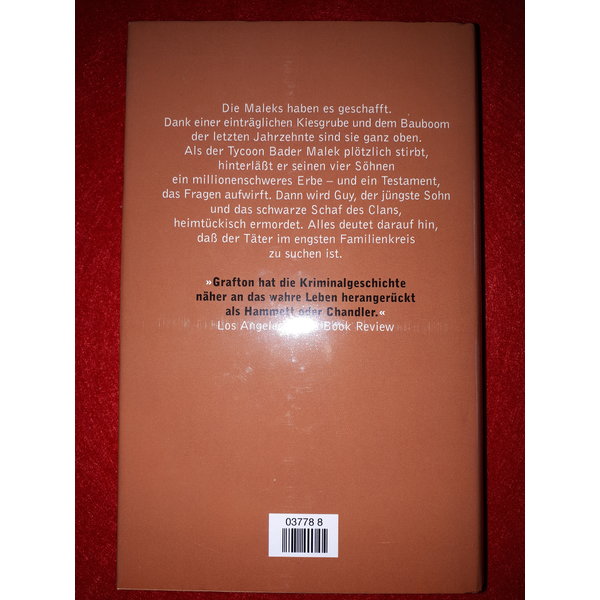 Die Maleks haben es geschafft.
Dank einer einträglichen Kiesgrube und dem Bauboom
der letzten Jahrzehnte sind sie ganz oben.
Als der Tycoon Bader Malek plötzlich stirbt,
hinterläßt er seinen vier Söhnen
ein millionenschweres Erbe – und ein Testament,
das Fragen aufwirft. Dann wird Guy, der jüngste Sohn
und das schwarze Schaf des Clans,
heimtückisch ermordet. Alles deutet darauf hin,
daß der Täter im engsten Familienkreis
zu suchen ist.
»Grafton hat die Kriminalgeschichte
näher an das wahre Leben herangerückt
als Hammett oder Chandler.«
Los Angeles Book Review
03778 8